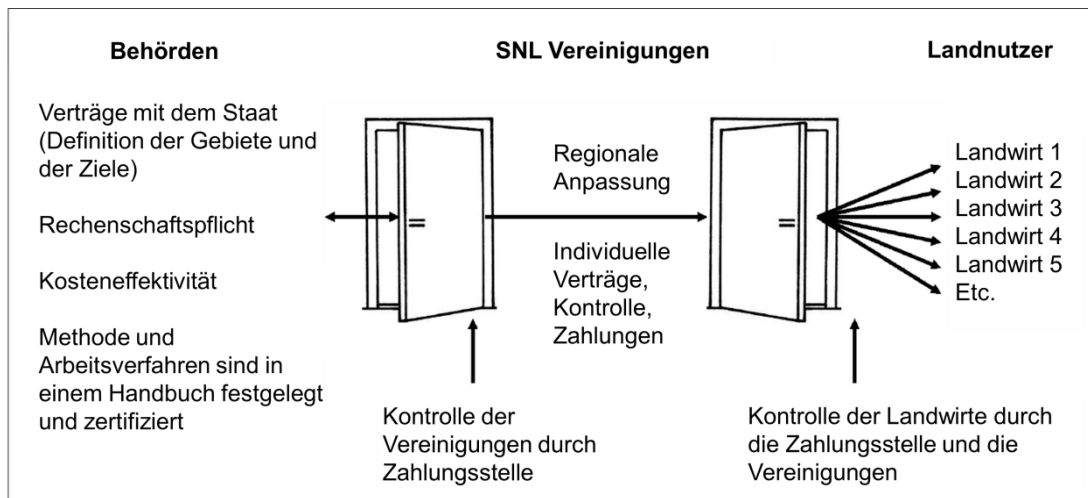 Behörden
Verträge mit dem Staat
(Definition der Gebiete und
der Ziele)
Rechenschaftspflicht
Kosteneffektivität
Methode und
Arbeitsverfahren sind in
einem Handbuch festgelegt
und zertifiziert
SNL Vereinigungen
Regionale
Anpassung
Individuelle
Verträge,
Kontrolle,
Zahlungen
Kontrolle der
Vereinigungen durch
Zahlungsstelle
Landnutzer
Landwirt 1
Landwirt 2
Landwirt 3
Landwirt 4
Landwirt 5
Etc.
Kontrolle der Landwirte durch
die Zahlungsstelle und die
Vereinigungen